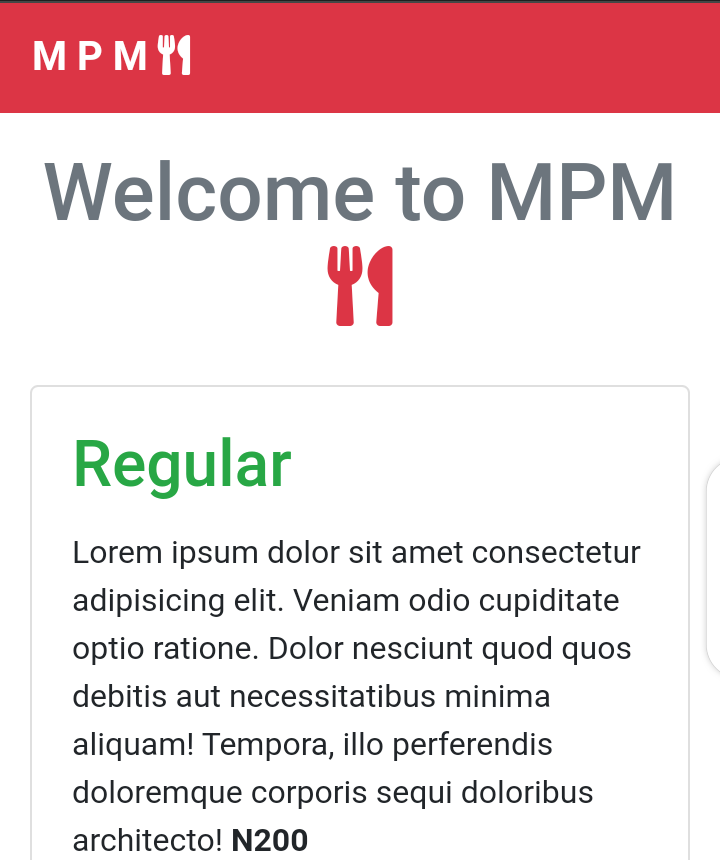 M P M
Welcome to MPM
Regular
Lorem ipsum dolor sit amet consectetur
adipisicing elit. Veniam odio cupiditate
optio ratione. Dolor nesciunt quod quos
debitis aut necessitatibus minima
aliquam! Tempora, illo perferendis
doloremque corporis sequi doloribus
architecto! N200